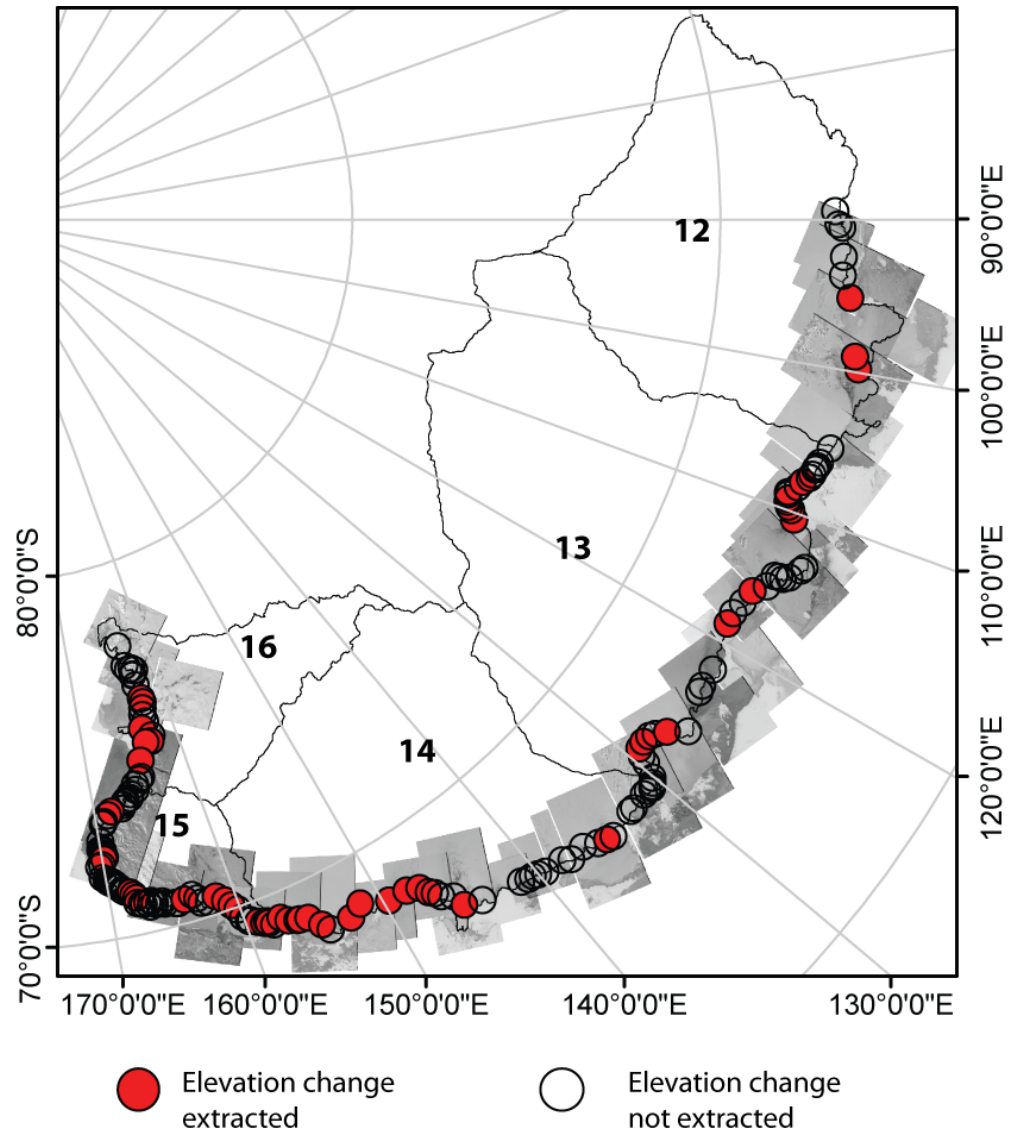 12
90°0'0"E
100°0'0"E
13
110°0'0"E
80°0'0"S
16
14
120°0'0"E
15
70°0'0"S
170°0'0"E 160°0'0"E 150°0'0"E 140°0'0"E 130°0'0"E
Elevation change
extracted
Elevation change
not extracted